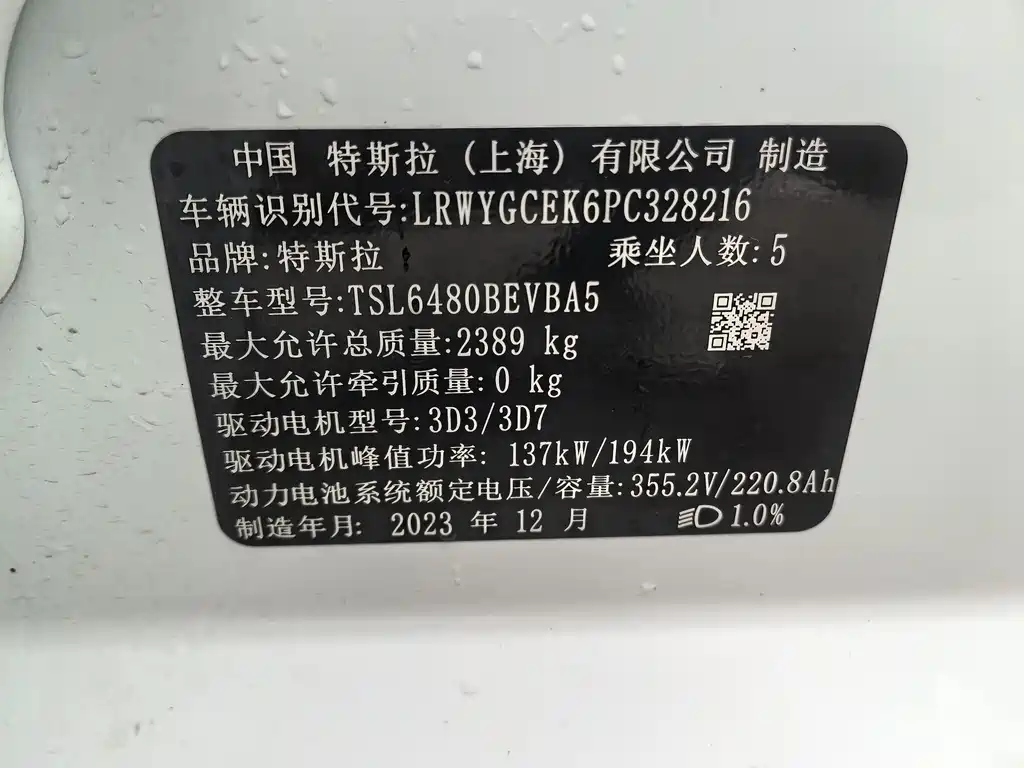 中国 特斯拉 (上海) 有限公司 制造
车辆识别代号:LRWYGCEK6PC328216
品牌:特斯拉 乘坐人数:5
整车型号:TSL6480BEVBA5
最大允许总质量:2389 kg
最大允许牵引质量:0 kg
驱动电机型号:3D3/3D7
驱动电机峰值功率: 137kW/194kW
动力电池系统额定电压/容量:355.2V/220.8Ah
制造年月: 2023 年 12 月 1.0%